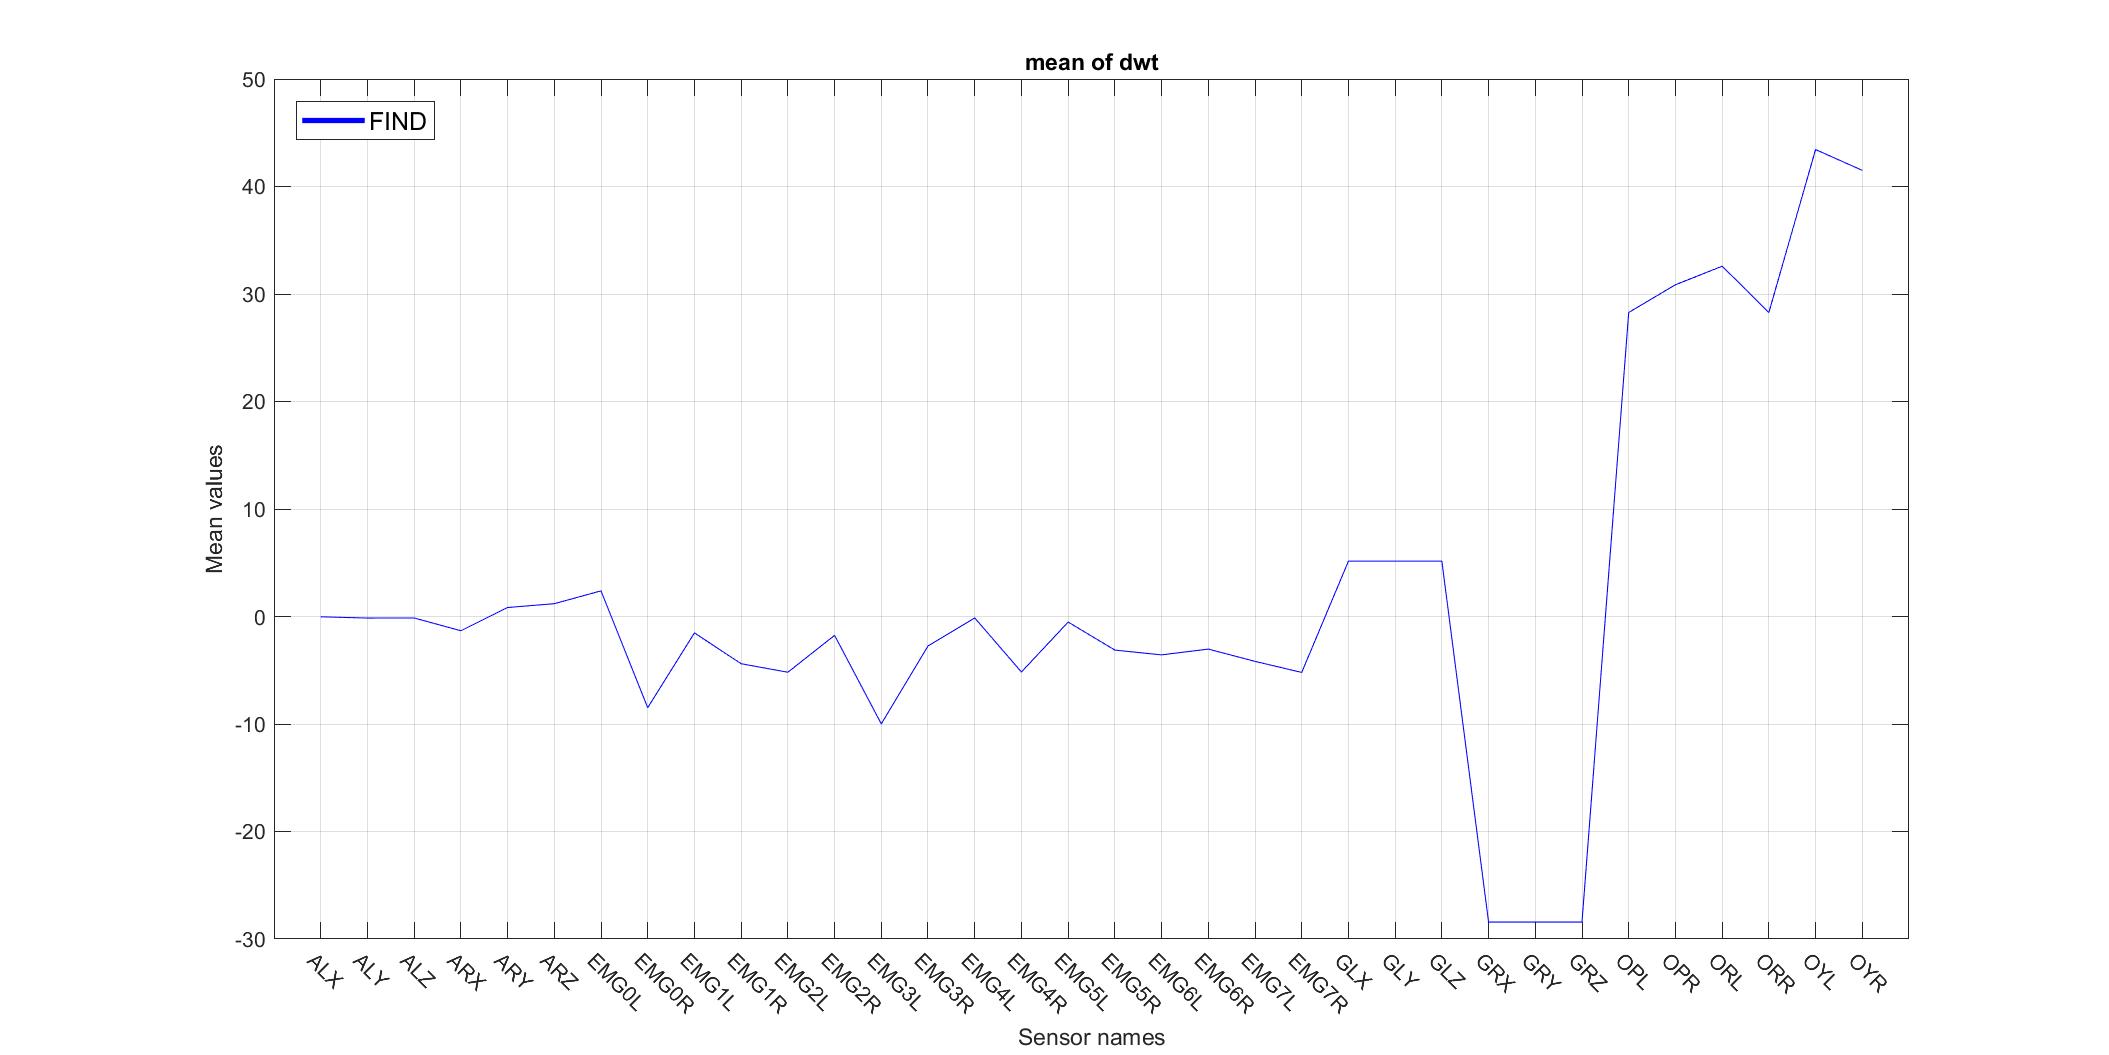 mean of dwt
FIND
50
40
30
20
10
0
-10
-20
-30
Mean values
ALX
ALY
ALZ
ARX
ARY
ARZ
EMG0L
EMG0R
EMG1L
EMG1R
EMG2L
EMG2R
EMG3L
EMG3R
EMG4L
EMG4R
EMG5L
EMG5R
EMG6L
EMG6R
EMG7L
EMG7R
GLX
GLY
GLZ
GRX
GRY
GRZ
OPL
OPR
ORL
ORR
OYL
OYR
Sensor names